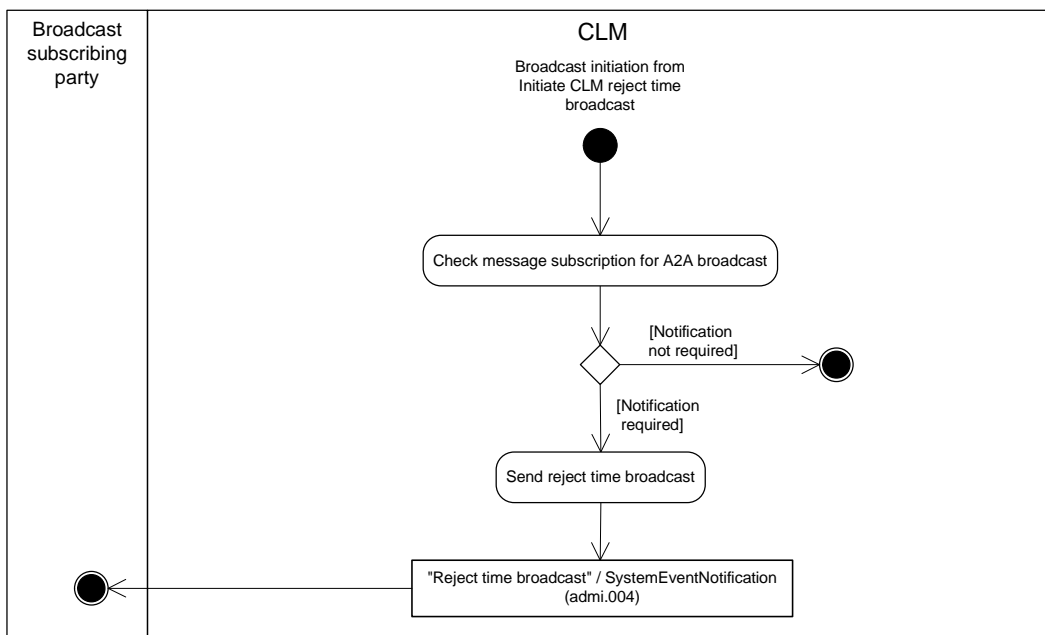 Broadcast
subscribing
party
CLM
Broadcast initiation from
Initiate CLM reject time
broadcast
Check message subscription for A2A broadcast
[Notification
not required]
[Notification
required]
Send reject time broadcast
"Reject time broadcast" / SystemEventNotification
(admi.004)